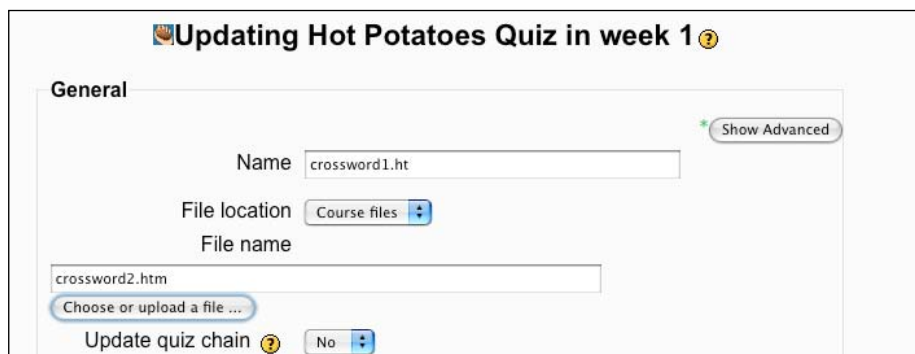 Updating Hot Potatoes Quiz in week 1 ?
General
* Show Advanced
Name crossword1.ht
File location Course files
File name
crossword2.htm
Choose or upload a file ...
Update quiz chain ? No